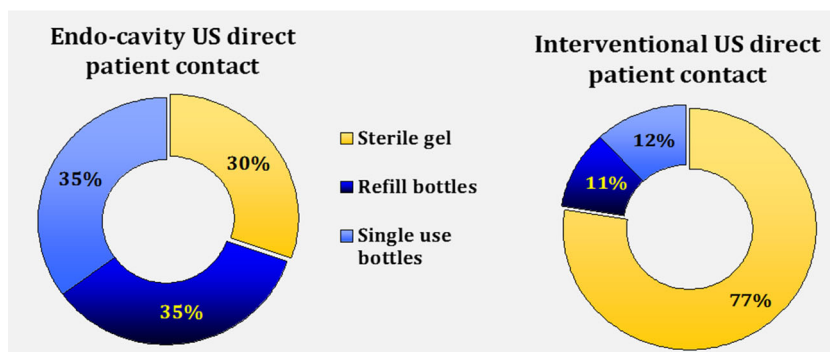 Endo-cavity US direct
patient contact
30%
35%
35%
Sterile gel
Refill bottles
Single use
bottles
Interventional US direct
patient contact
12%
11%
77%